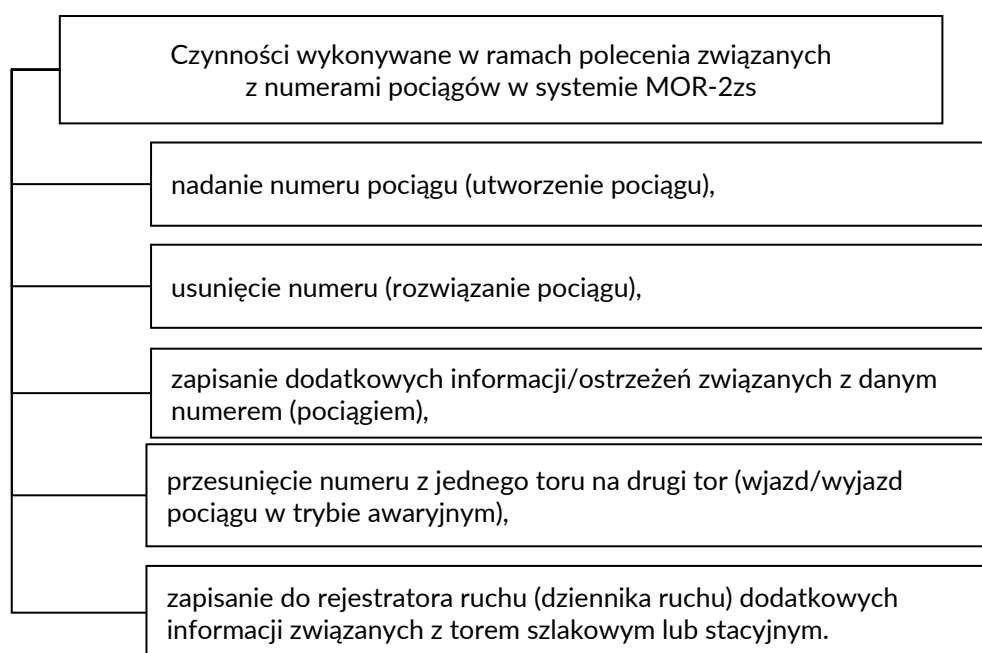 Czynności wykonywane w ramach polecenia związanych
z numerami pociągów w systemie MOR-2zs
nadanie numeru pociągu (utworzenie pociągu),
usunięcie numeru (rozwiązanie pociągu),
zapisanie dodatkowych informacji/ostrzeżeń związanych z danym
numerem (pociągiem),
przesunięcie numeru z jednego toru na drugi tor (wjazd/wyjazd
pociągu w trybie awaryjnym),
zapisanie do rejestratora ruchu (dziennika ruchu) dodatkowych
informacji związanych z torem szlakowym lub stacyjnym.